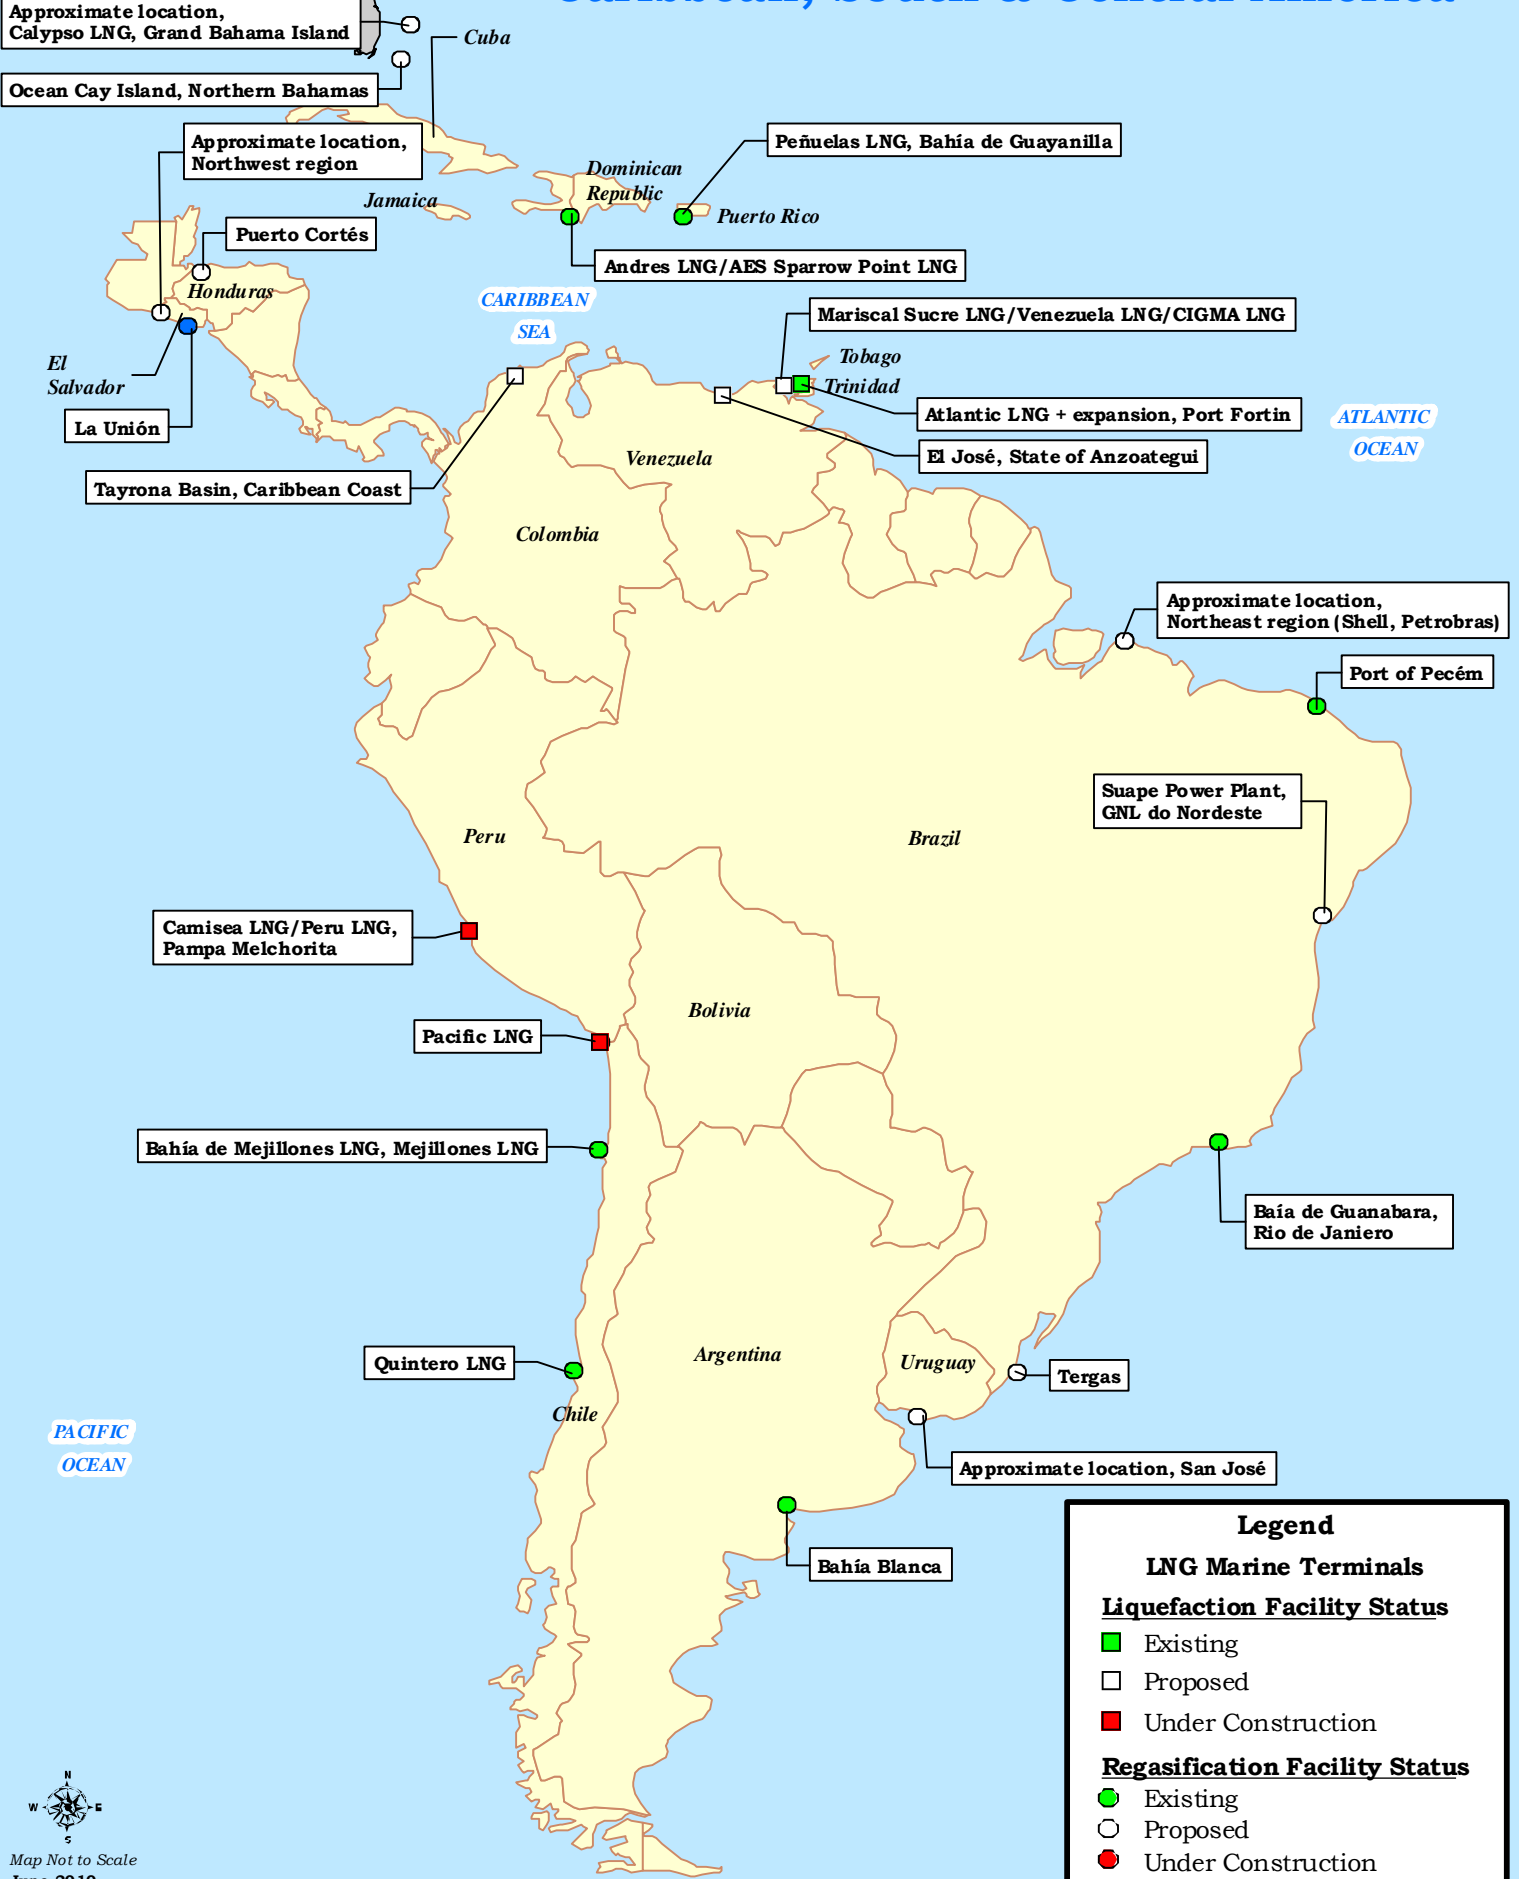 Caribbean, South & Central America
Approximate location,
Calypso LNG, Grand Bahama Island
Cuba
Ocean Cay Island, Northern Bahamas
Approximate location,
Northwest region
Peñuelas LNG, Bahía de Guayanilla
Dominican
Republic
Jamaica
Puerto Rico
Puerto Cortés
Andres LNG/AES Sparrow Point LNG
Honduras
CARIBBEAN
SEA
Mariscal Sucre LNG/Venezuela LNG/CIGMA LNG
El
Salvador
Tobago
Trinidad
La Unión
Atlantic LNG + expansion, Port Fortin
ATLANTIC
OCEAN
El José, State of Anzoategui
Venezuela
Tayrona Basin, Caribbean Coast
Colombia
Approximate location,
Northeast region (Shell, Petrobras)
Port of Pecém
Suape Power Plant,
GNL do Nordeste
Peru
Brazil
Camisea LNG/Peru LNG,
Pampa Melchorita
Bolivia
Pacific LNG
Bahía de Mejillones LNG, Mejillones LNG
Baía de Guanabara,
Rio de Janiero
Quintero LNG
Argentina
Uruguay
Tergas
Chile
PACIFIC
OCEAN
Approximate location, San José
Bahía Blanca
Legend
LNG Marine Terminals
Liquefaction Facility Status
Existing
Proposed
Under Construction
Regasification Facility Status
Existing
Proposed
Under Construction
N
W E
S
Map Not to Scale
June 2010